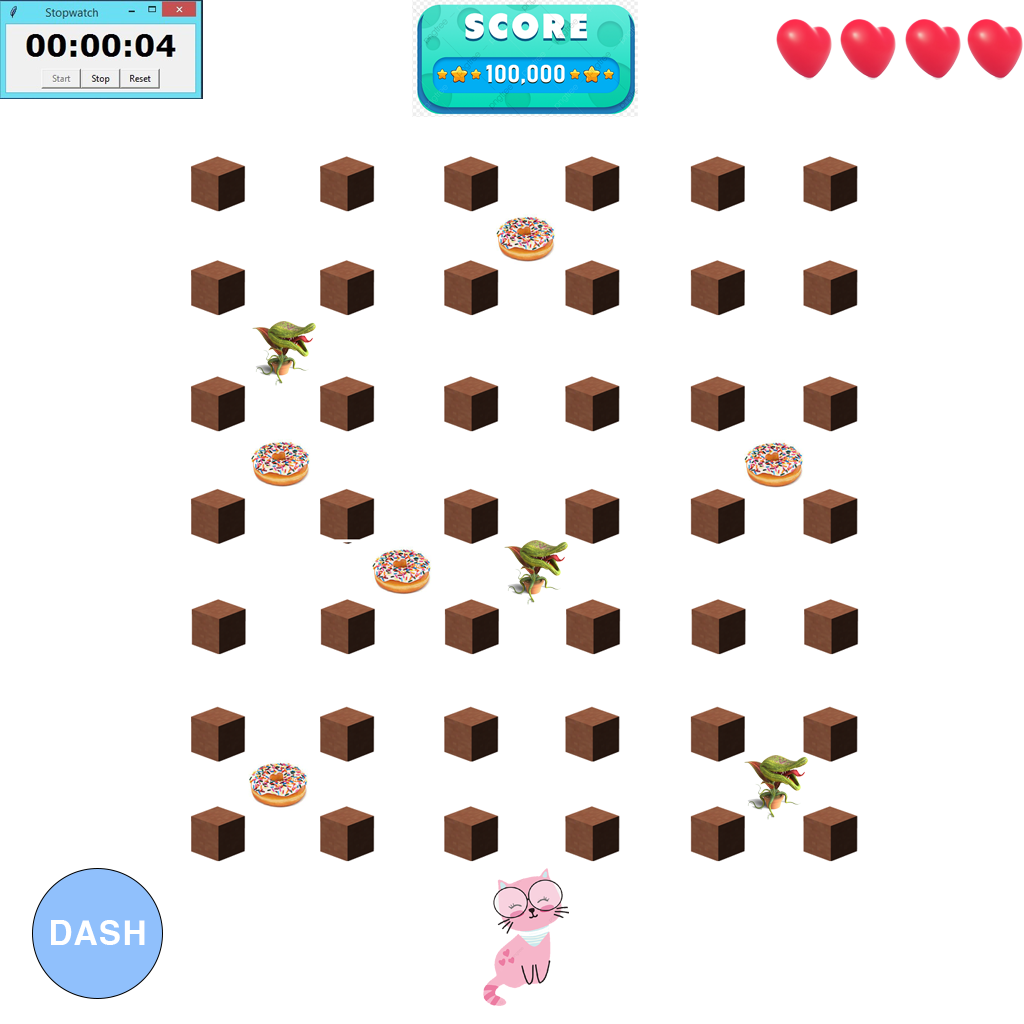 Stopwatch
00:00:04
Start Stop Reset
SCORE
100,000
DASH